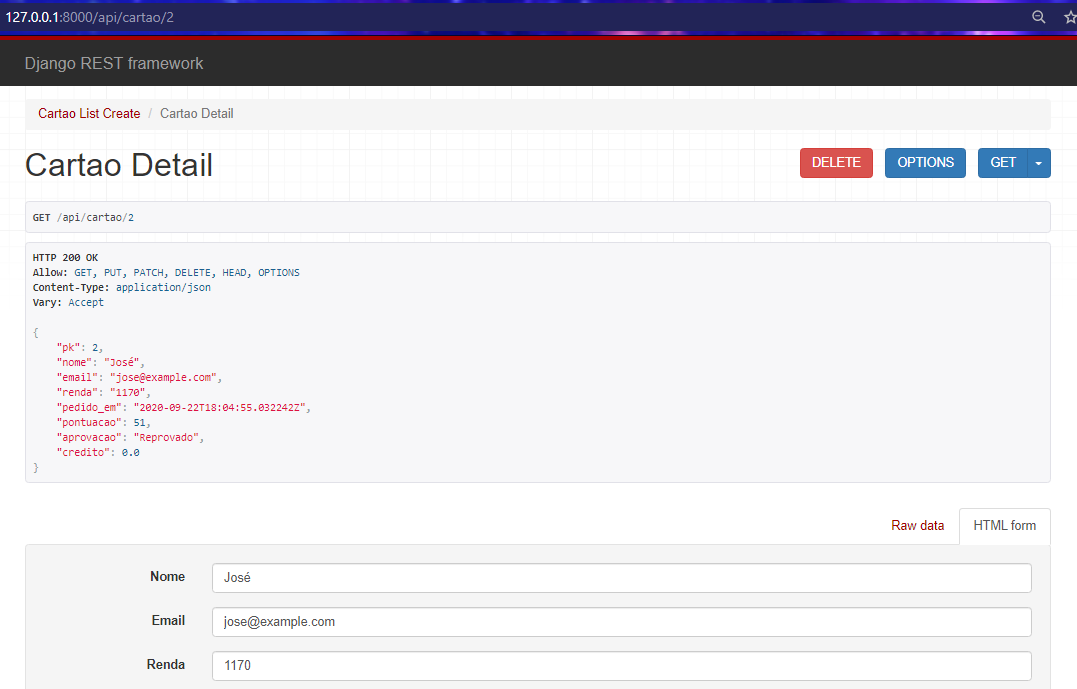 127.0.0.1:8000/api/cartao/2
Django REST framework
Cartao List Create / Cartao Detail
Cartao Detail
DELETE OPTIONS GET
GET /api/cartao/2
HTTP 200 OK
Allow: GET, PUT, PATCH, DELETE, HEAD, OPTIONS
Content-Type: application/json
Vary: Accept
{
"pk": 2,
"nome": "José",
"email": "jose@example.com",
"renda": "1170",
"pedido_em": "2020-09-22T18:04:55.032242Z",
"pontuacao": 51,
"aprovacao": "Reprovado",
"credito": 0.0
}
Raw data HTML form
Nome José
Email jose@example.com
Renda 1170